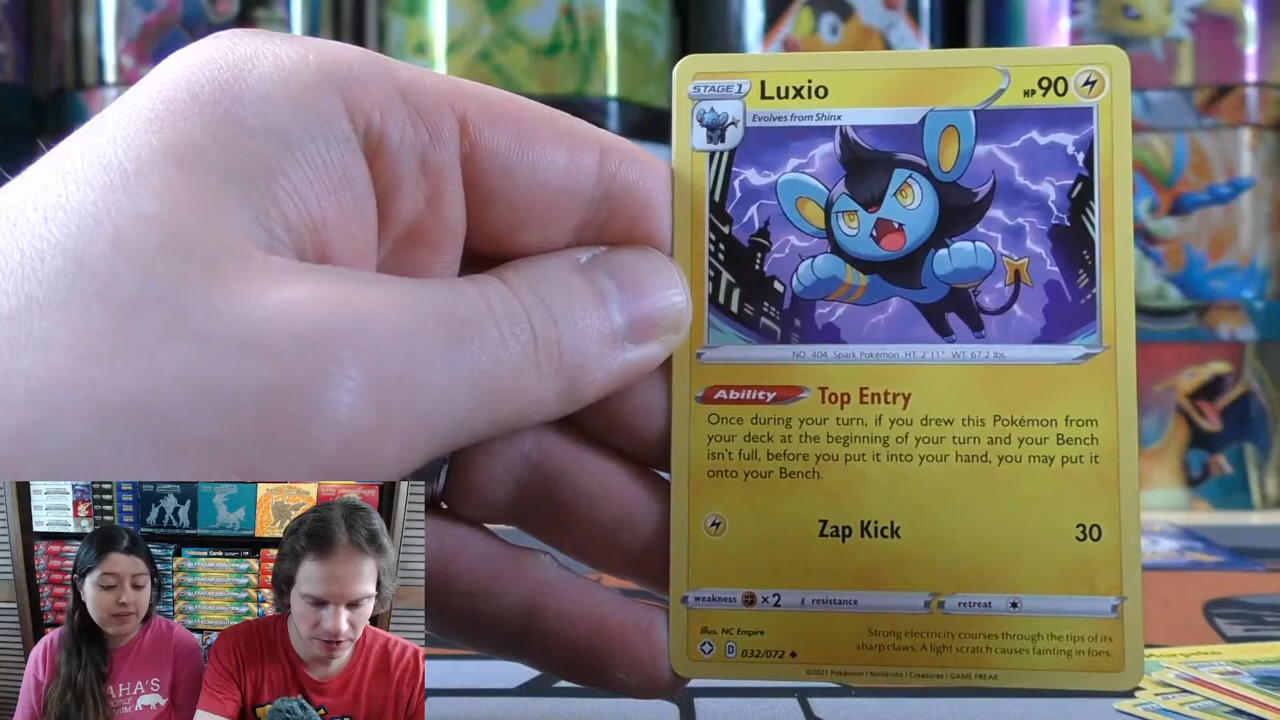 STAGE 1
Luxio
HP 90
Evolves from Shinx
NO. 404 Spark Pokémon HT: 2'11" WT: 67.2 lbs.
Ability Top Entry
Once during your turn, if you drew this Pokémon from
your deck at the beginning of your turn and your Bench
isn't full, before you put it into your hand, you may put it
onto your Bench.
Zap Kick 30
weakness ×2 resistance retreat
Illus. NC Empire
D 032/072
Strong electricity courses through the tips of its
sharp claws. A light scratch causes fainting in foes.
©2021 Pokémon / Nintendo / Creatures / GAME FREAK
AHA'S